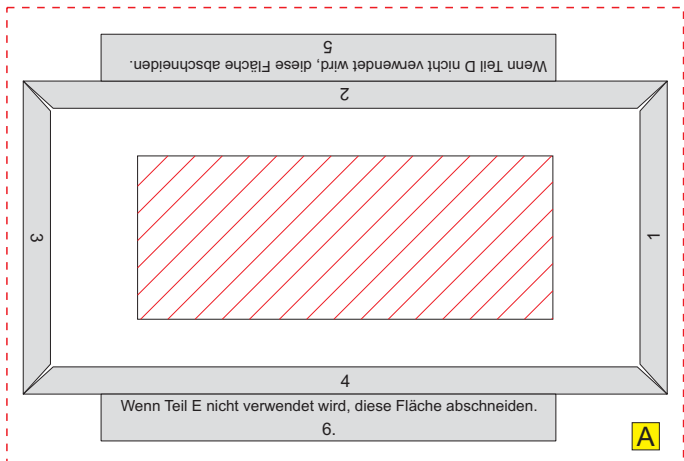 5
Wenn Teil D nicht verwendet, wird, diese Fläche abschneiden.
2
3
1
4
Wenn Teil E nicht verwendet wird, diese Fläche abschneiden.
6.
A